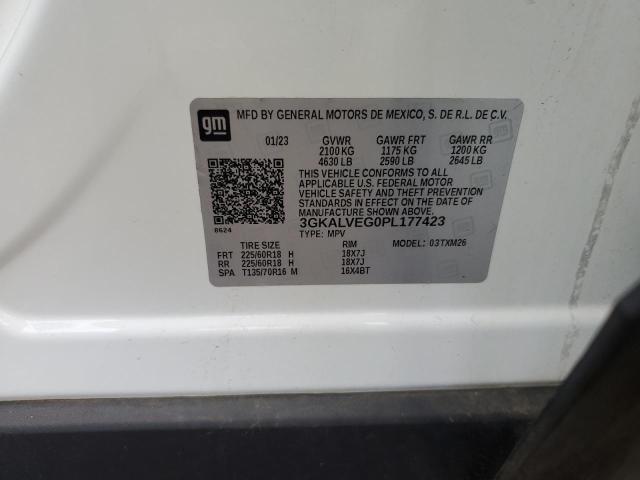 gm
MFD BY GENERAL MOTORS DE MEXICO, S. DE R.L. DE C.V.
01/23 GVWR GAWR FRT GAWR RR
2100 KG 1175 KG 1200 KG
4630 LB 2590 LB 2645 LB
THIS VEHICLE CONFORMS TO ALL
APPLICABLE U.S. FEDERAL MOTOR
VEHICLE SAFETY AND THEFT PREVENTION
STANDARDS IN EFFECT ON THE DATE OF
MANUFACTURE SHOWN ABOVE.
8624 3GKALVEG0PL177423
TYPE: MPV MODEL: 03TXM26
TIRE SIZE RIM
FRT 225/60R18 H 18X7J
RR 225/60R18 H 18X7J
SPA T135/70R16 M 16X4BT